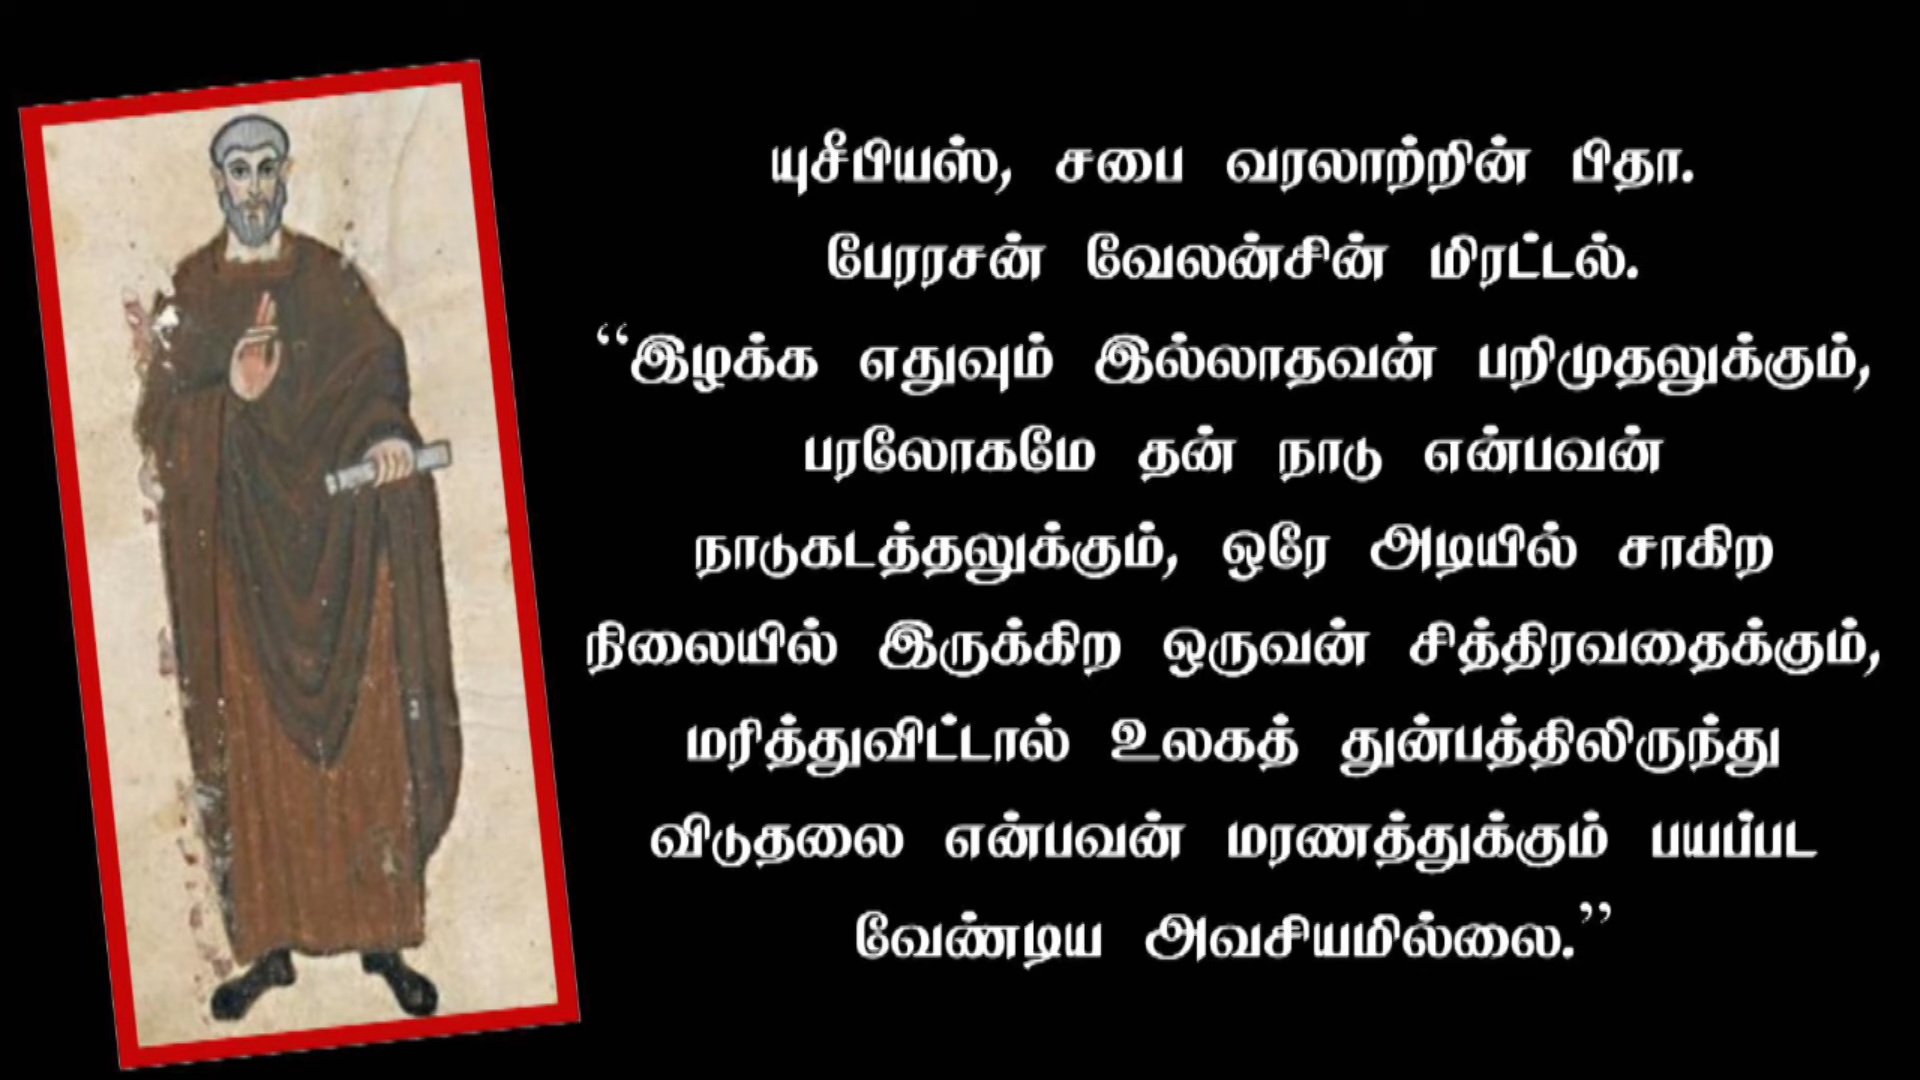 யுசீபியஸ், சபை வரலாற்றின் பிதா.
பேரரசன் வேலன்சின் மிரட்டல்.
“இழக்க எதுவும் இல்லாதவன் பறிமுதலுக்கும்,
பரலோகமே தன் நாடு என்பவன்
நாடுகடத்தலுக்கும், ஒரே அடியில் சாகிற
நிலையில் இருக்கிற ஒருவன் சித்திரவதைக்கும்,
மரித்துவிட்டால் உலகத் துன்பத்திலிருந்து
விடுதலை என்பவன் மரணத்துக்கும் பயப்பட
வேண்டிய அவசியமில்லை.”